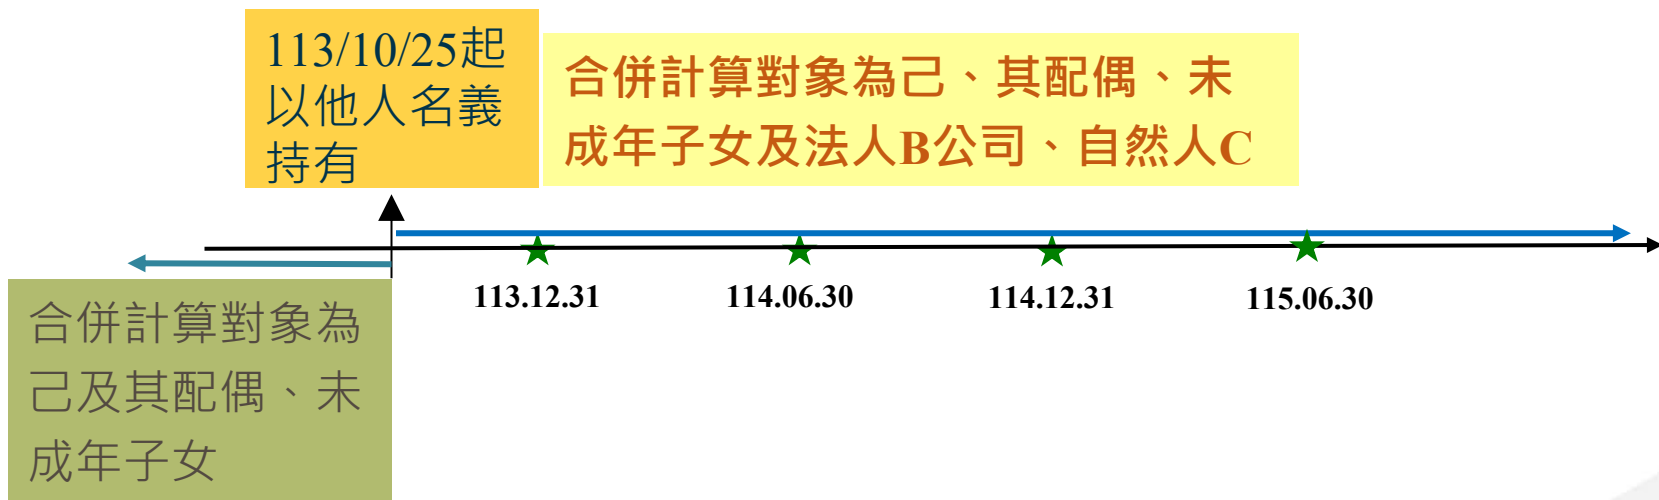 113/10/25起
以他人名義
持有
合併計算對象為己、其配偶、未
成年子女及法人B公司、自然人C
113.12.31
114.06.30
114.12.31
115.06.30
合併計算對象為
己及其配偶、未
成年子女